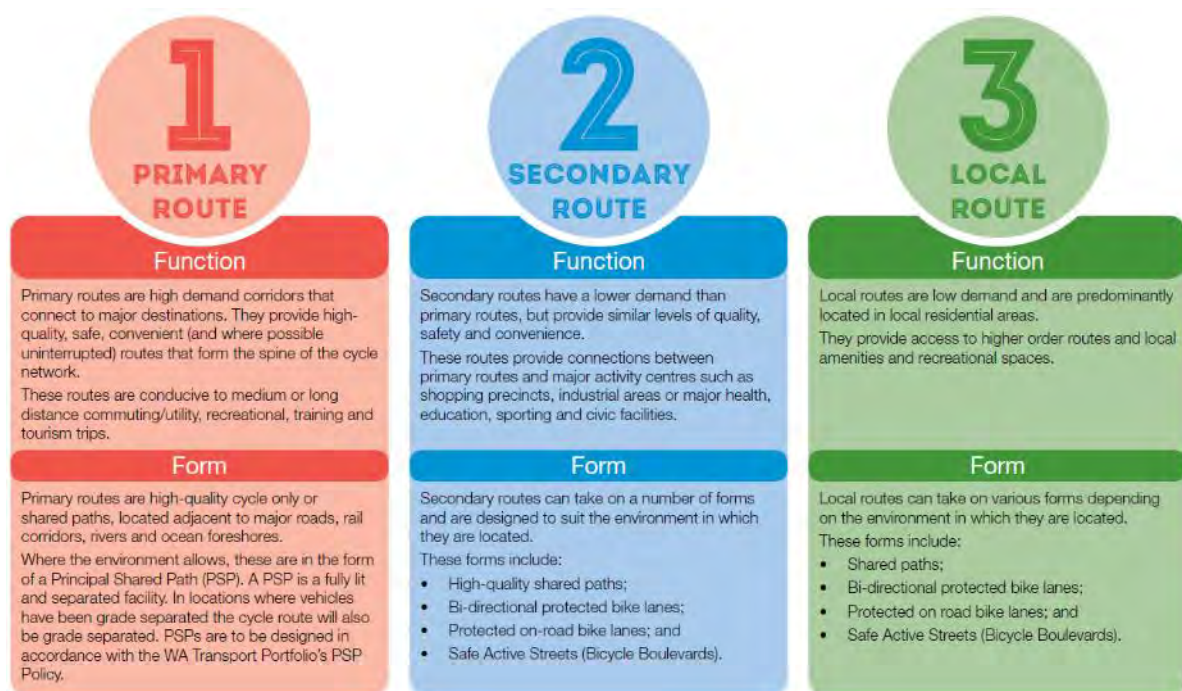 1
PRIMARY
ROUTE
Function
Primary routes are high demand corridors that
connect to major destinations. They provide high-
quality, safe, convenient (and where possible
uninterrupted) routes that form the spine of the cycle
network.
These routes are conducive to medium or long
distance commuting/utility, recreational, training and
tourism trips.
Form
Primary routes are high-quality cycle only or
shared paths, located adjacent to major roads, rail
corridors, rivers and ocean foreshores.
Where the environment allows, these are in the form
of a Principal Shared Path (PSP). A PSP is a fully lit
and separated facility. In locations where vehicles
have been grade separated the cycle route will also
be grade separated. PSPs are to be designed in
accordance with the WA Transport Portfolio's PSP
Policy.
2
SECONDARY
ROUTE
Function
Secondary routes have a lower demand than
primary routes, but provide similar levels of quality,
safety and convenience.
These routes provide connections between
primary routes and major activity centres such as
shopping precincts, industrial areas or major health,
education, sporting and civic facilities.
Form
Secondary routes can take on a number of forms
and are designed to suit the environment in which
they are located.
These forms include:
• High-quality shared paths;
• Bi-directional protected bike lanes;
• Protected on-road bike lanes; and
• Safe Active Streets (Bicycle Boulevards).
3
LOCAL
ROUTE
Function
Local routes are low demand and are predominantly
located in local residential areas.
They provide access to higher order routes and local
amenities and recreational spaces.
Form
Local routes can take on various forms depending
on the environment in which they are located.
These forms include:
• Shared paths;
• Bi-directional protected bike lanes;
• Protected on road bike lanes; and
• Safe Active Streets (Bicycle Boulevards).